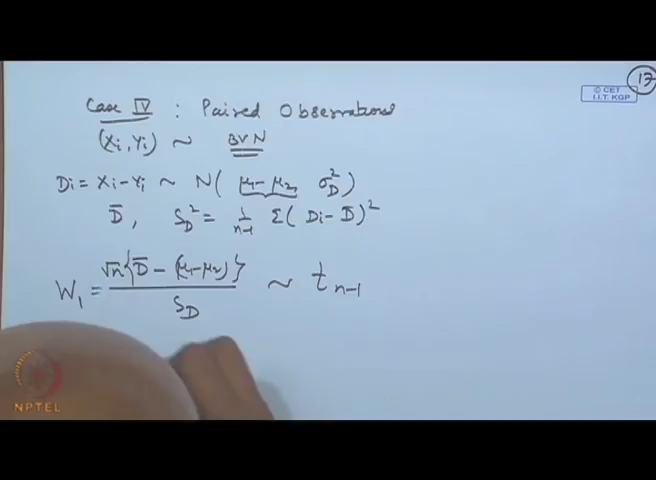 17
© CET
I.I.T. KGP
Case IV : Paired Observations
(Xi, Yi) ~ BVN
Di = Xi - Yi ~ N( μ1 - μ2, σD² )
D̄ , SD² = 1/(n-1) Σ( Di - D̄ )²
W1 = √n{ D̄ - (μ1-μ2) } / SD ~ t n-1
NPTEL